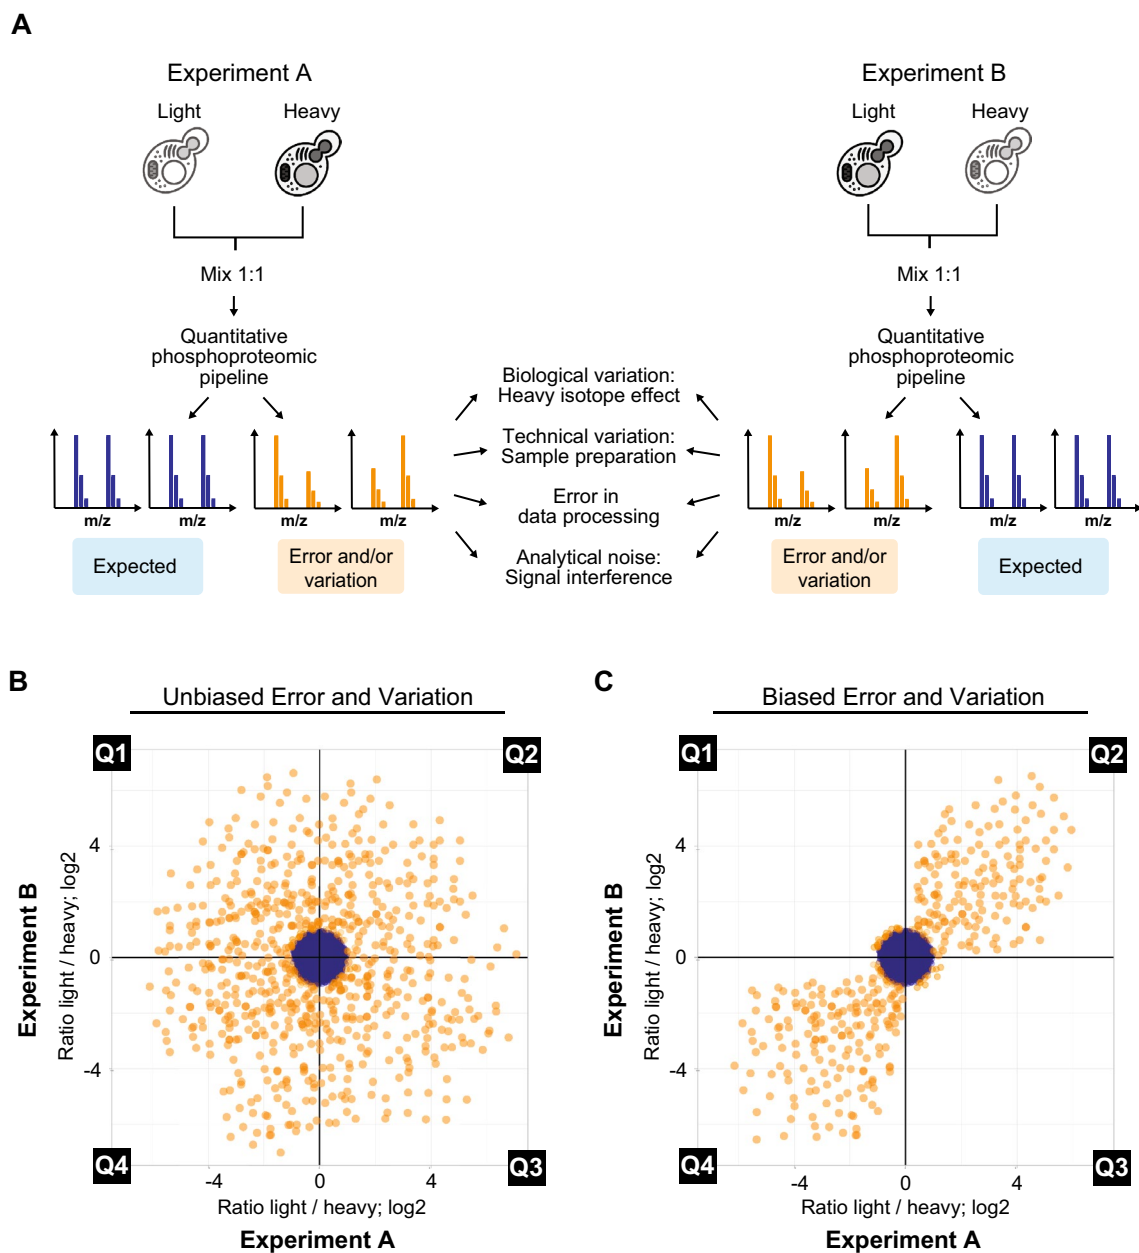 A
Experiment A
Light
Heavy
Mix 1:1
Quantitative
phosphoproteomic
pipeline
m/z
m/z
m/z
m/z
Expected
Error and/or
variation
Biological variation:
Heavy isotope effect
Technical variation:
Sample preparation
Error in
data processing
Analytical noise:
Signal interference
Experiment B
Light
Heavy
Mix 1:1
Quantitative
phosphoproteomic
pipeline
m/z
m/z
m/z
m/z
Error and/or
variation
Expected
B
Unbiased Error and Variation
Q1
Q2
Experiment B
Ratio light / heavy; log2
4
0
-4
Q4
Q3
-4
0
4
Ratio light / heavy; log2
Experiment A
C
Biased Error and Variation
Q1
Q2
Experiment B
Ratio light / heavy; log2
4
0
-4
Q4
Q3
-4
0
4
Ratio light / heavy; log2
Experiment A